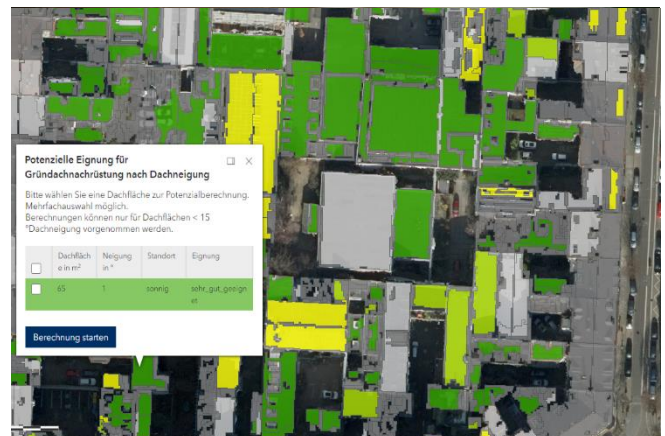 Potenzielle Eignung für
Gründachnachrüstung nach Dachneigung
Bitte wählen Sie eine Dachfläche zur Potenzialberechnung.
Mehrfachauswahl möglich.
Berechnungen können nur für Dachflächen < 15
°Dachneigung vorgenommen werden.
Dachfläch Neigung Standort Eignung
e in m² in °
65 1 sonnig sehr_gut_geeign
et
Berechnung starten